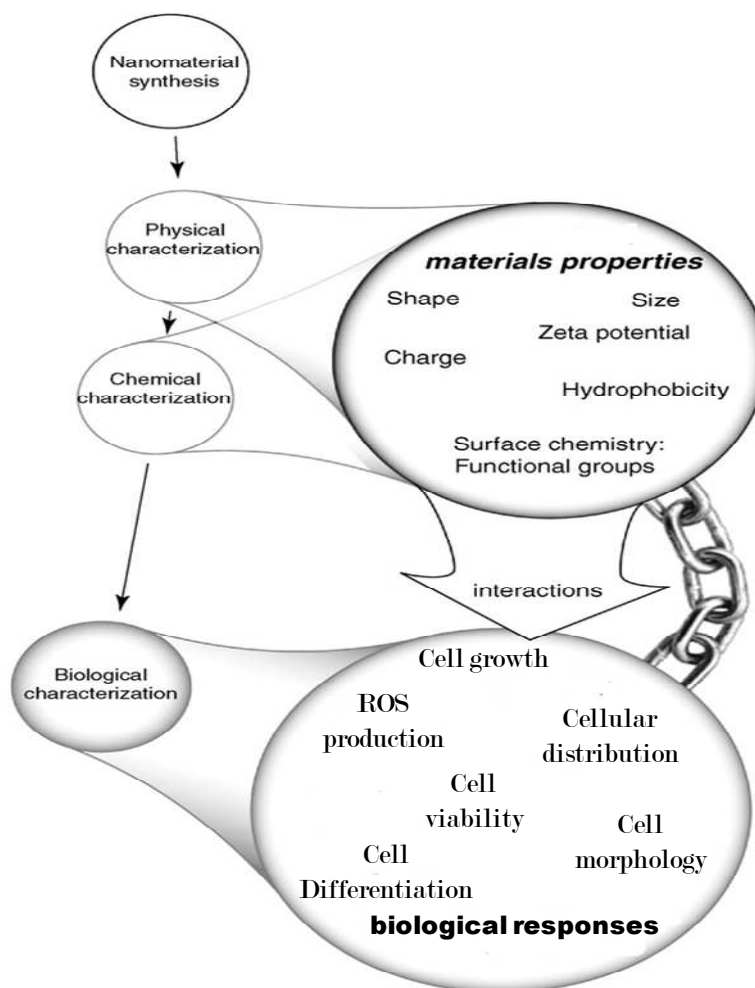 Nanomaterial
synthesis
Physical
characterization
Chemical
characterization
materials properties
Shape
Size
Zeta potential
Charge
Hydrophobicity
Surface chemistry:
Functional groups
interactions
Biological
characterization
Cell growth
ROS
production
Cellular
distribution
Cell
viability
Cell
morphology
Cell
Differentiation
biological responses